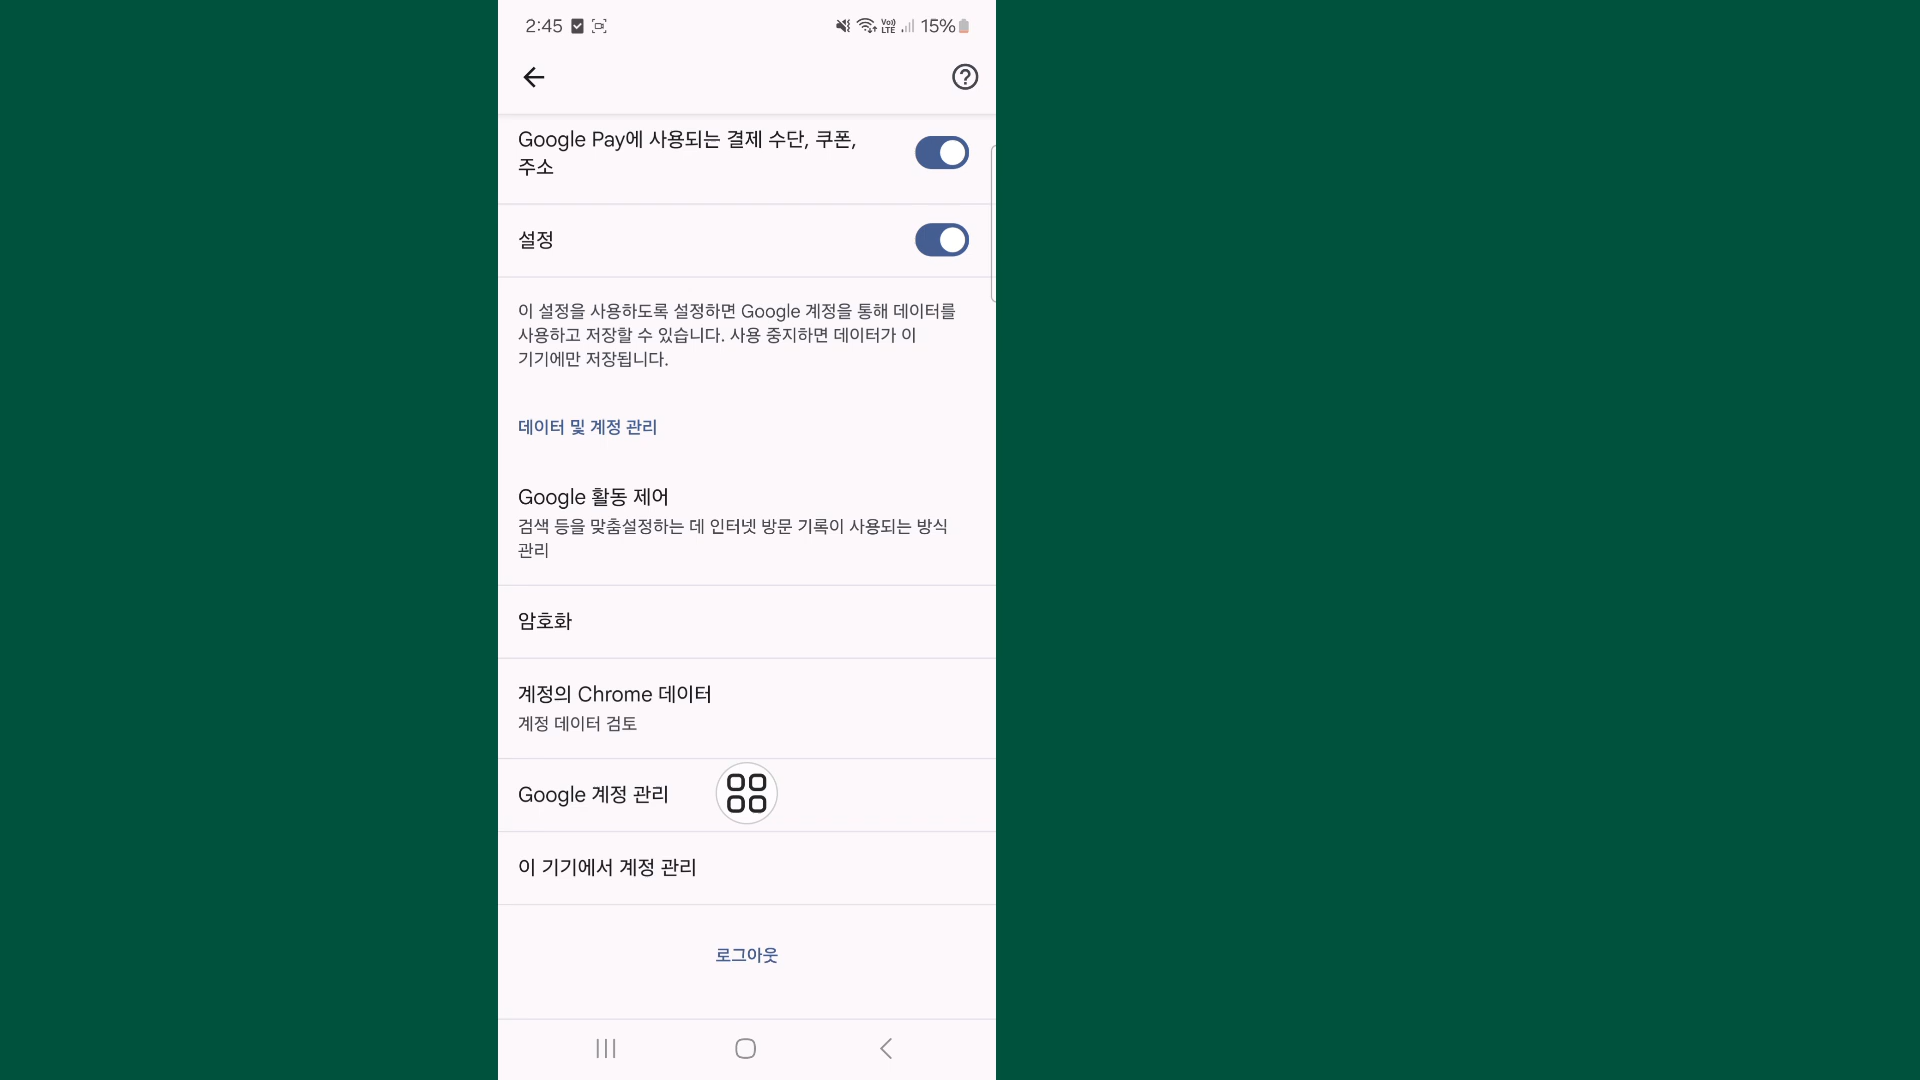 2:45
Vo))
LTE
15%
Google Pay에 사용되는 결제 수단, 쿠폰,
주소
설정
이 설정을 사용하도록 설정하면 Google 계정을 통해 데이터를
사용하고 저장할 수 있습니다. 사용 중지하면 데이터가 이
기기에만 저장됩니다.
데이터 및 계정 관리
Google 활동 제어
검색 등을 맞춤설정하는 데 인터넷 방문 기록이 사용되는 방식
관리
암호화
계정의 Chrome 데이터
계정 데이터 검토
Google 계정 관리
이 기기에서 계정 관리
로그아웃